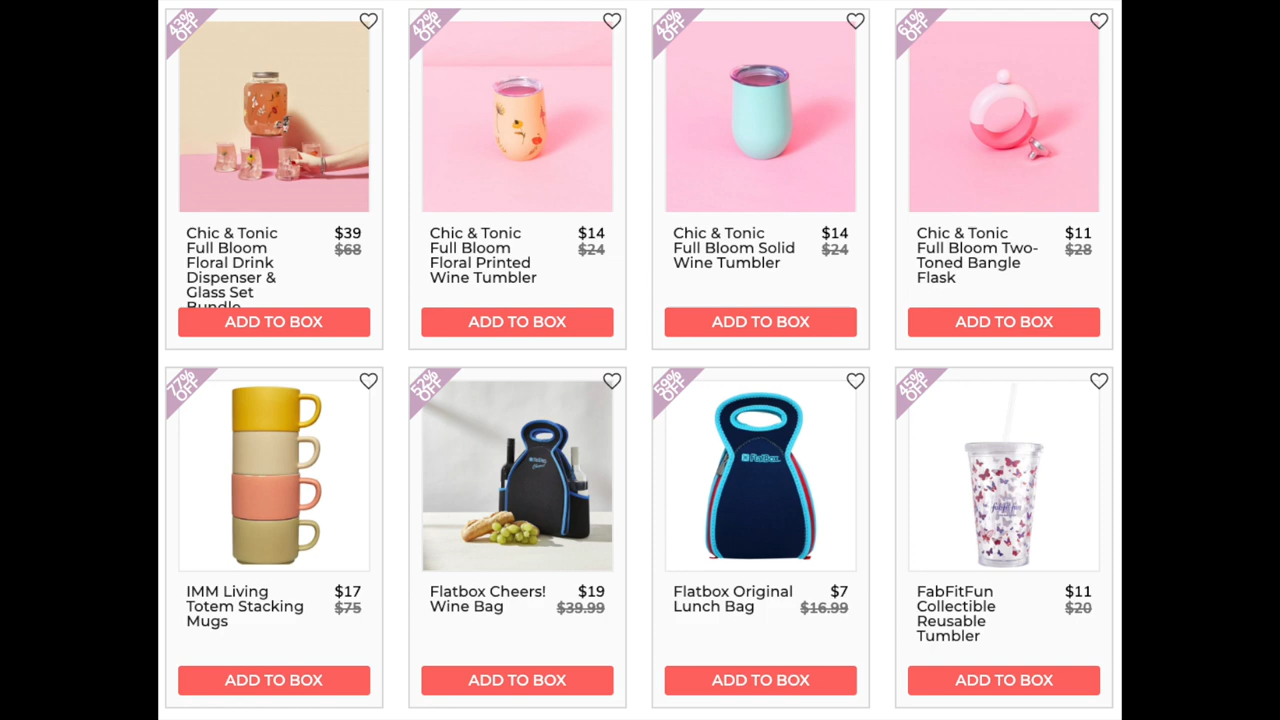 43%
OFF
Chic & Tonic
Full Bloom
Floral Drink
Dispenser &
Glass Set
Bundle
$39
$68
ADD TO BOX
42%
OFF
Chic & Tonic
Full Bloom
Floral Printed
Wine Tumbler
$14
$24
ADD TO BOX
42%
OFF
Chic & Tonic
Full Bloom Solid
Wine Tumbler
$14
$24
ADD TO BOX
61%
OFF
Chic & Tonic
Full Bloom Two-
Toned Bangle
Flask
$11
$28
ADD TO BOX
77%
OFF
IMM Living
Totem Stacking
Mugs
$17
$75
ADD TO BOX
52%
OFF
Flatbox Cheers!
Wine Bag
$19
$39.99
ADD TO BOX
59%
OFF
FlatBox
Flatbox Original
Lunch Bag
$7
$16.99
ADD TO BOX
45%
OFF
fabfitfun
FabFitFun
Collectible
Reusable
Tumbler
$11
$20
ADD TO BOX